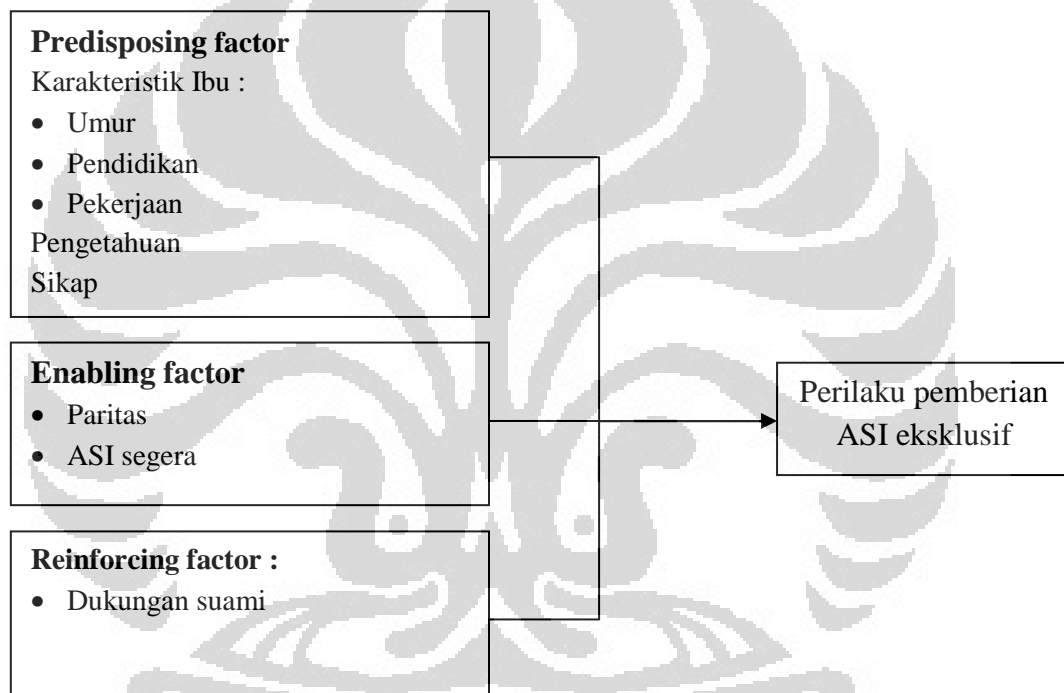 Predisposing factor
Karakteristik Ibu :
• Umur
• Pendidikan
• Pekerjaan
Pengetahuan
Sikap
Enabling factor
• Paritas
• ASI segera
Reinforcing factor :
• Dukungan suami
Perilaku pemberian
ASI eksklusif